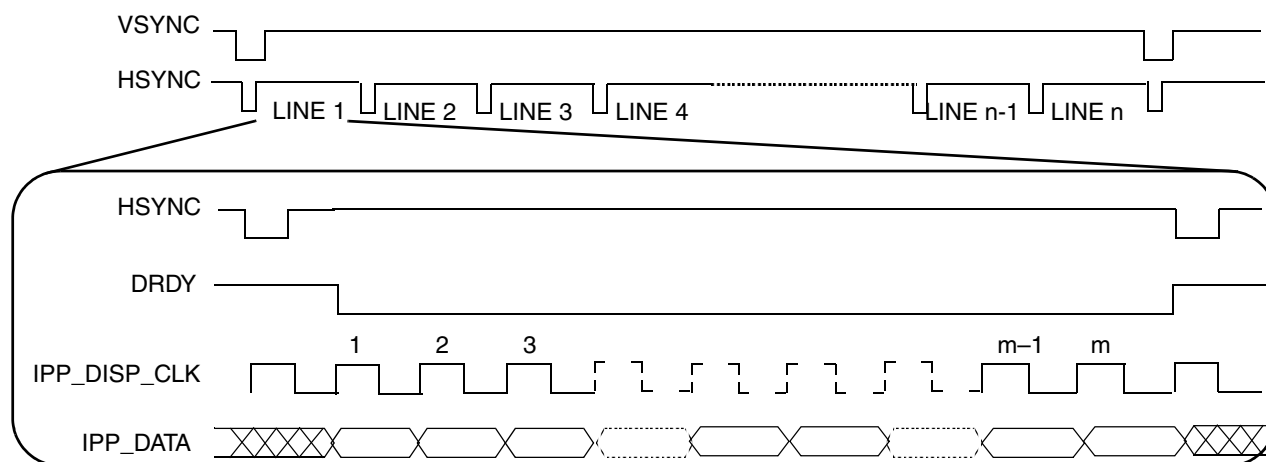 VSYNC
HSYNC
LINE 1 LINE 2 LINE 3 LINE 4 LINE n-1 LINE n
HSYNC
DRDY
1 2 3 m–1 m
IPP_DISP_CLK
IPP_DATA